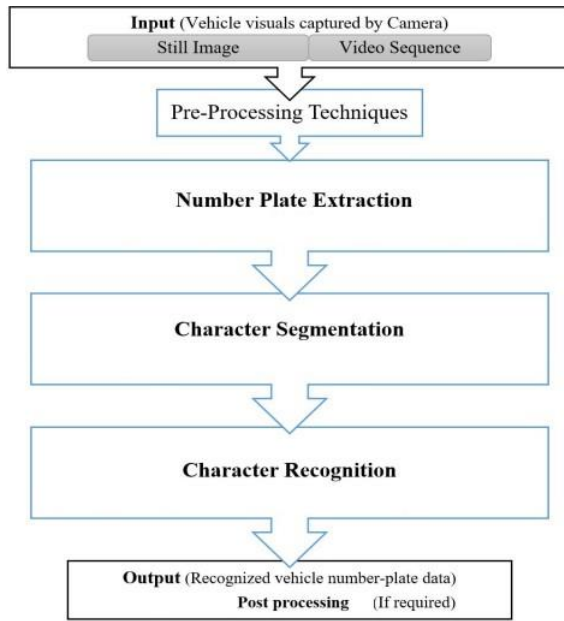 Input (Vehicle visuals captured by Camera)
Still Image Video Sequence
Pre-Processing Techniques
Number Plate Extraction
Character Segmentation
Character Recognition
Output (Recognized vehicle number-plate data)
Post processing (If required)